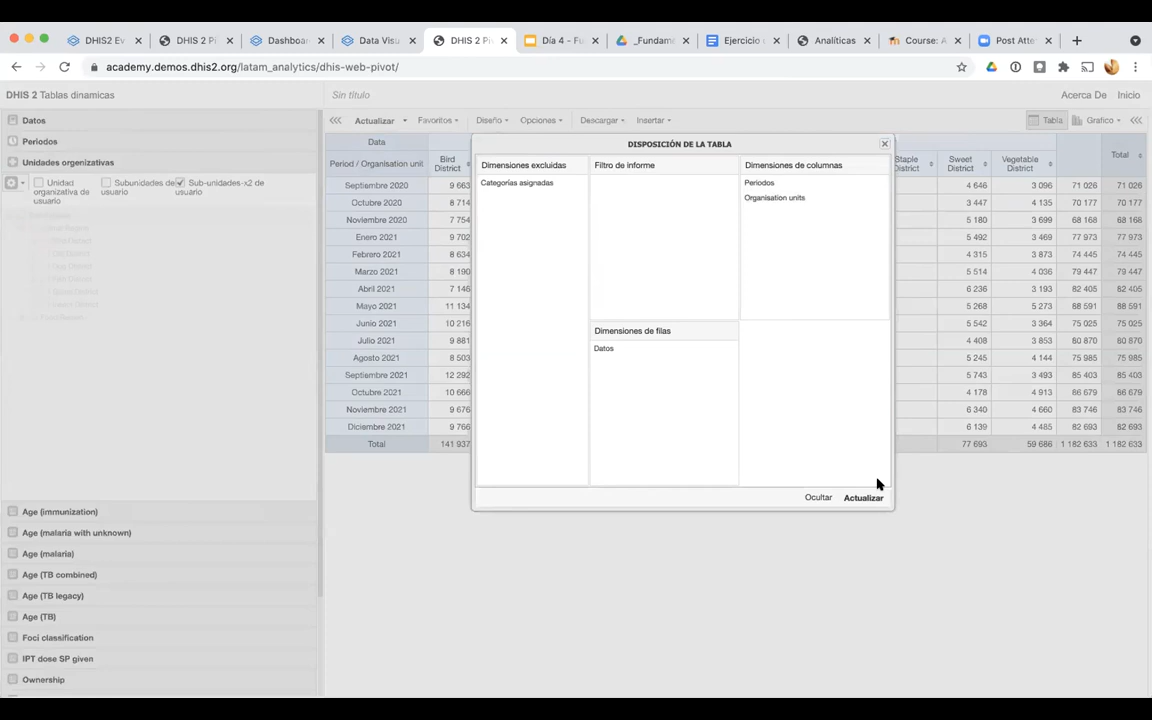 DHIS2 Ev
DHIS 2 Pi
Dashboa
Data Visu
DHIS 2 Pi
Día 4 - Fu
_Fundam
Ejercicio
Analíticas
Course: A
Post Atte
academy.demos.dhis2.org/latam_analytics/dhis-web-pivot/
DHIS 2 Tablas dinamicas
Sin título
Acerca De
Inicio
Datos
Actualizar
Favoritos
Diseño
Opciones
Descargar
Insertar
Tabla
Grafico
Periodos
Unidades organizativas
Unidad organizativa de usuario
Subunidades de usuario
Sub-unidades-x2 de usuario
Age (immunization)
Age (malaria with unknown)
Age (malaria)
Age (TB combined)
Age (TB legacy)
Age (TB)
Foci classification
IPT dose SP given
Ownership
DISPOSICIÓN DE LA TABLA
Dimensiones excluidas
Filtro de informe
Dimensiones de columnas
Categorías asignadas
Periodos
Organisation units
Dimensiones de filas
Datos
Ocultar
Actualizar
Data
Period / Organisation unit
Bird District
Staple District
Sweet District
Vegetable District
Total
Septiembre 2020 9 663 4 646 3 096 71 026 71 026
Octubre 2020 8 714 3 447 4 135 70 177 70 177
Noviembre 2020 7 754 5 180 3 699 68 168 68 168
Enero 2021 9 702 5 492 3 469 77 973 77 973
Febrero 2021 8 634 4 315 3 873 74 445 74 445
Marzo 2021 8 190 5 514 4 036 79 447 79 447
Abril 2021 7 146 6 236 3 193 82 405 82 405
Mayo 2021 11 134 5 268 5 273 88 591 88 591
Junio 2021 10 216 5 542 3 364 75 025 75 025
Julio 2021 9 881 4 408 3 853 60 870 60 870
Agosto 2021 8 503 5 245 4 144 75 985 75 985
Septiembre 2021 12 292 5 743 3 493 85 403 85 403
Octubre 2021 10 666 4 178 4 913 86 679 86 679
Noviembre 2021 9 676 6 340 4 660 83 746 83 746
Diciembre 2021 9 766 6 139 4 485 82 693 82 693
Total 141 937 77 693 59 686 1 182 633 1 182 633